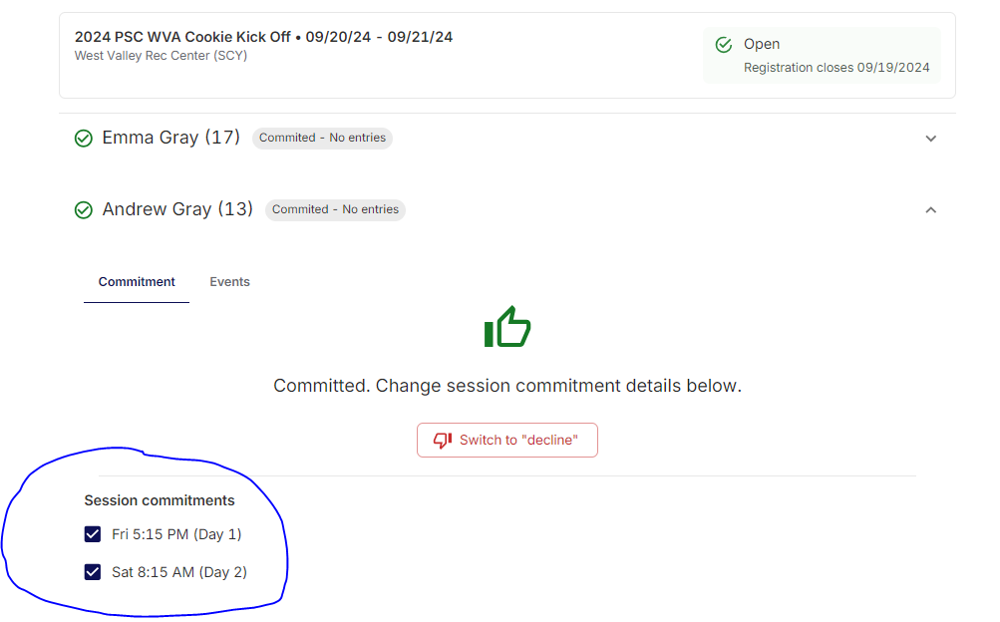 2024 PSC WVA Cookie Kick Off • 09/20/24 - 09/21/24
West Valley Rec Center (SCY)
Open
Registration closes 09/19/2024
Emma Gray (17) Commited - No entries
Andrew Gray (13) Commited - No entries
Commitment Events
Committed. Change session commitment details below.
Switch to "decline"
Session commitments
Fri 5:15 PM (Day 1)
Sat 8:15 AM (Day 2)